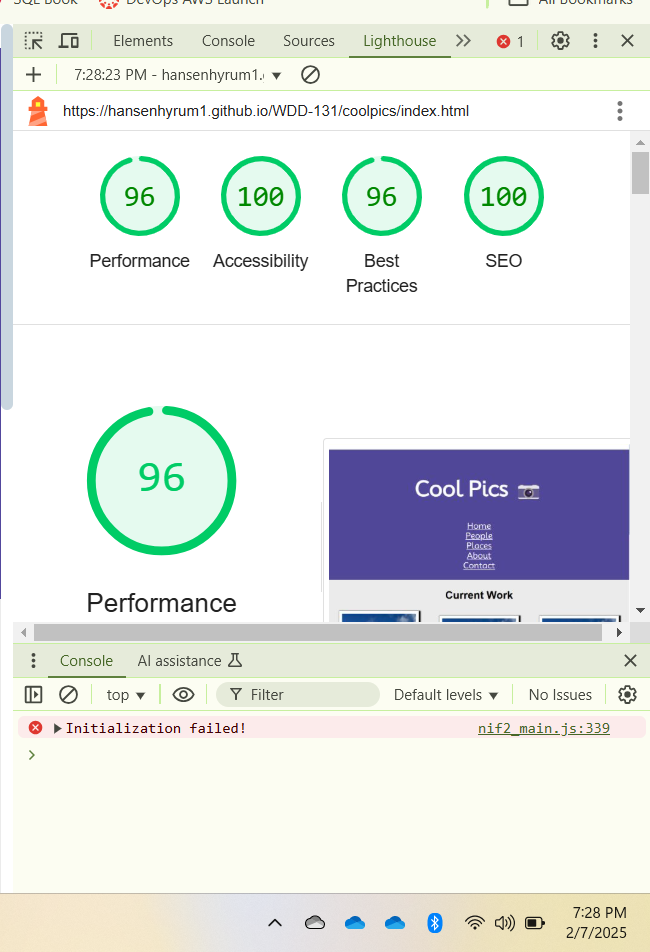 SQL Book DevOps AWS Launch All Bookmarks
Elements Console Sources Lighthouse 1
7:28:23 PM - hansenhyrum1.
https://hansenhyrum1.github.io/WDD-131/coolpics/index.html
96 100 96 100
Performance Accessibility Best Practices SEO
96
Performance
Cool Pics
Home
People
Places
About
Contact
Current Work
Console AI assistance
top Filter Default levels No Issues
Initialization failed! nif2_main.js:339
7:28 PM
2/7/2025